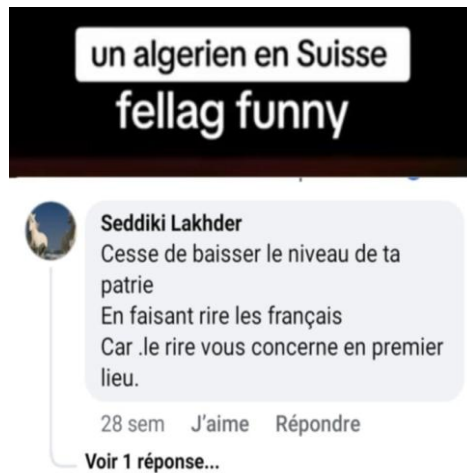 un algerien en Suisse
fellag funny
Seddiki Lakhder
Cesse de baisser le niveau de ta
patrie
En faisant rire les français
Car .le rire vous concerne en premier
lieu.
28 sem J'aime Répondre
Voir 1 réponse...